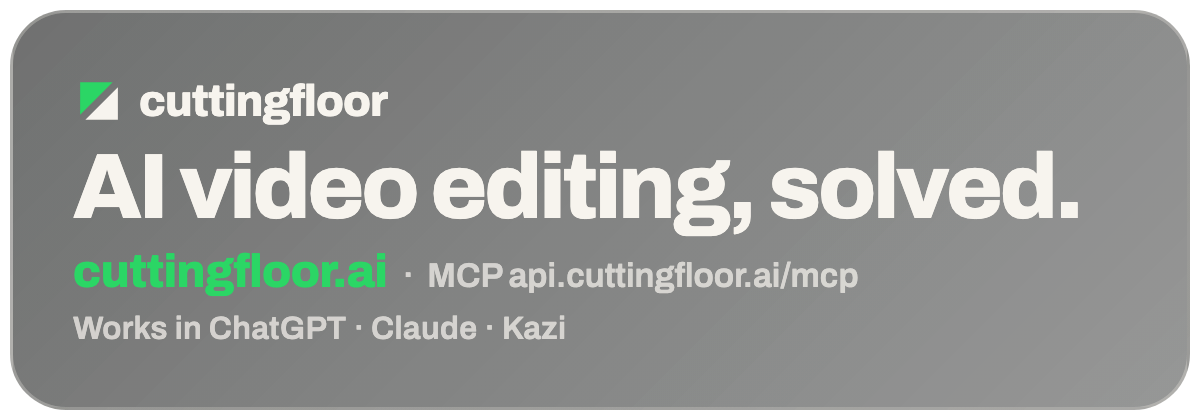 cuttingfloor
AI video editing, solved.
cuttingfloor.ai · MCP api.cuttingfloor.ai/mcp
Works in ChatGPT · Claude · Kazi